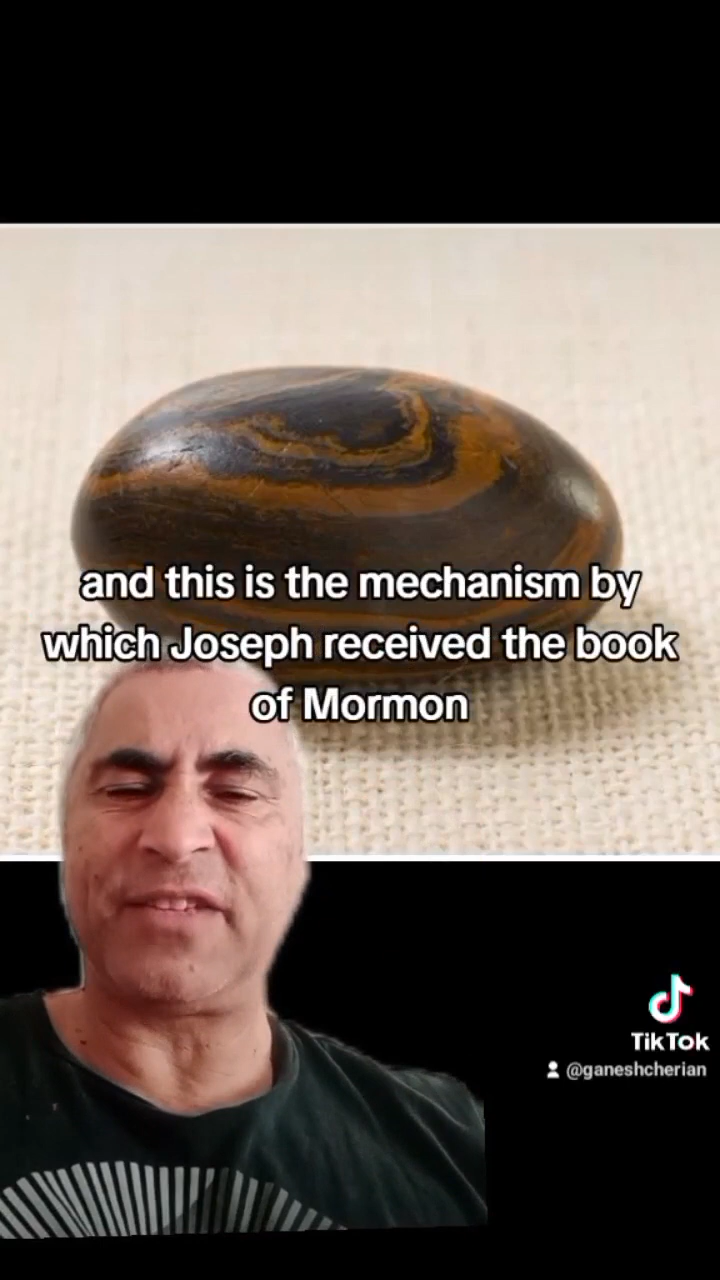 and this is the mechanism by
which Joseph received the book
of Mormon
TikTok
@ganeshcherian